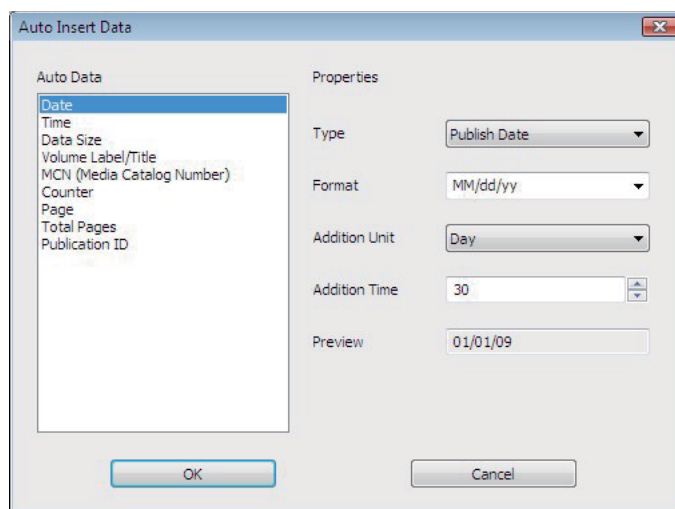 Auto Insert Data
Auto Data
Date
Time
Data Size
Volume Label/Title
MCN (Media Catalog Number)
Counter
Page
Total Pages
Publication ID
Properties
Type Publish Date
Format MM/dd/yy
Addition Unit Day
Addition Time 30
Preview 01/01/09
OK Cancel